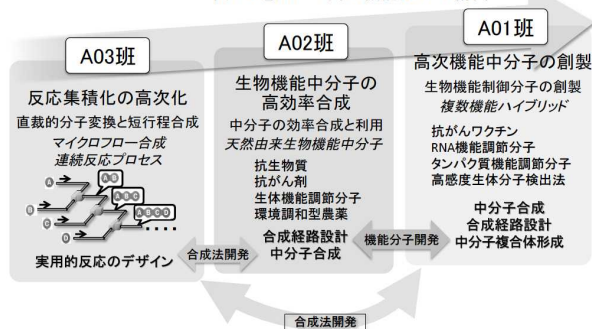 A03班
反応集積化の高次化
直裁的分子変換と短行程合成
マイクロフロー合成
連続反応プロセス
A
B
C
D
AB
ABC
ABCD
実用的反応のデザイン
合成法開発
A02班
生物機能中分子の
高効率合成
中分子の効率合成と利用
天然由来生物機能中分子
抗生物質
抗がん剤
生体機能調節分子
環境調和型農薬
合成経路設計
中分子合成
機能分子開発
A01班
高次機能中分子の創製
生物機能制御分子の創製
複数機能ハイブリッド
抗がんワクチン
RNA機能調節分子
タンパク質機能調節分子
高感度生体分子検出法
中分子合成
合成経路設計
中分子複合体形成
合成法開発